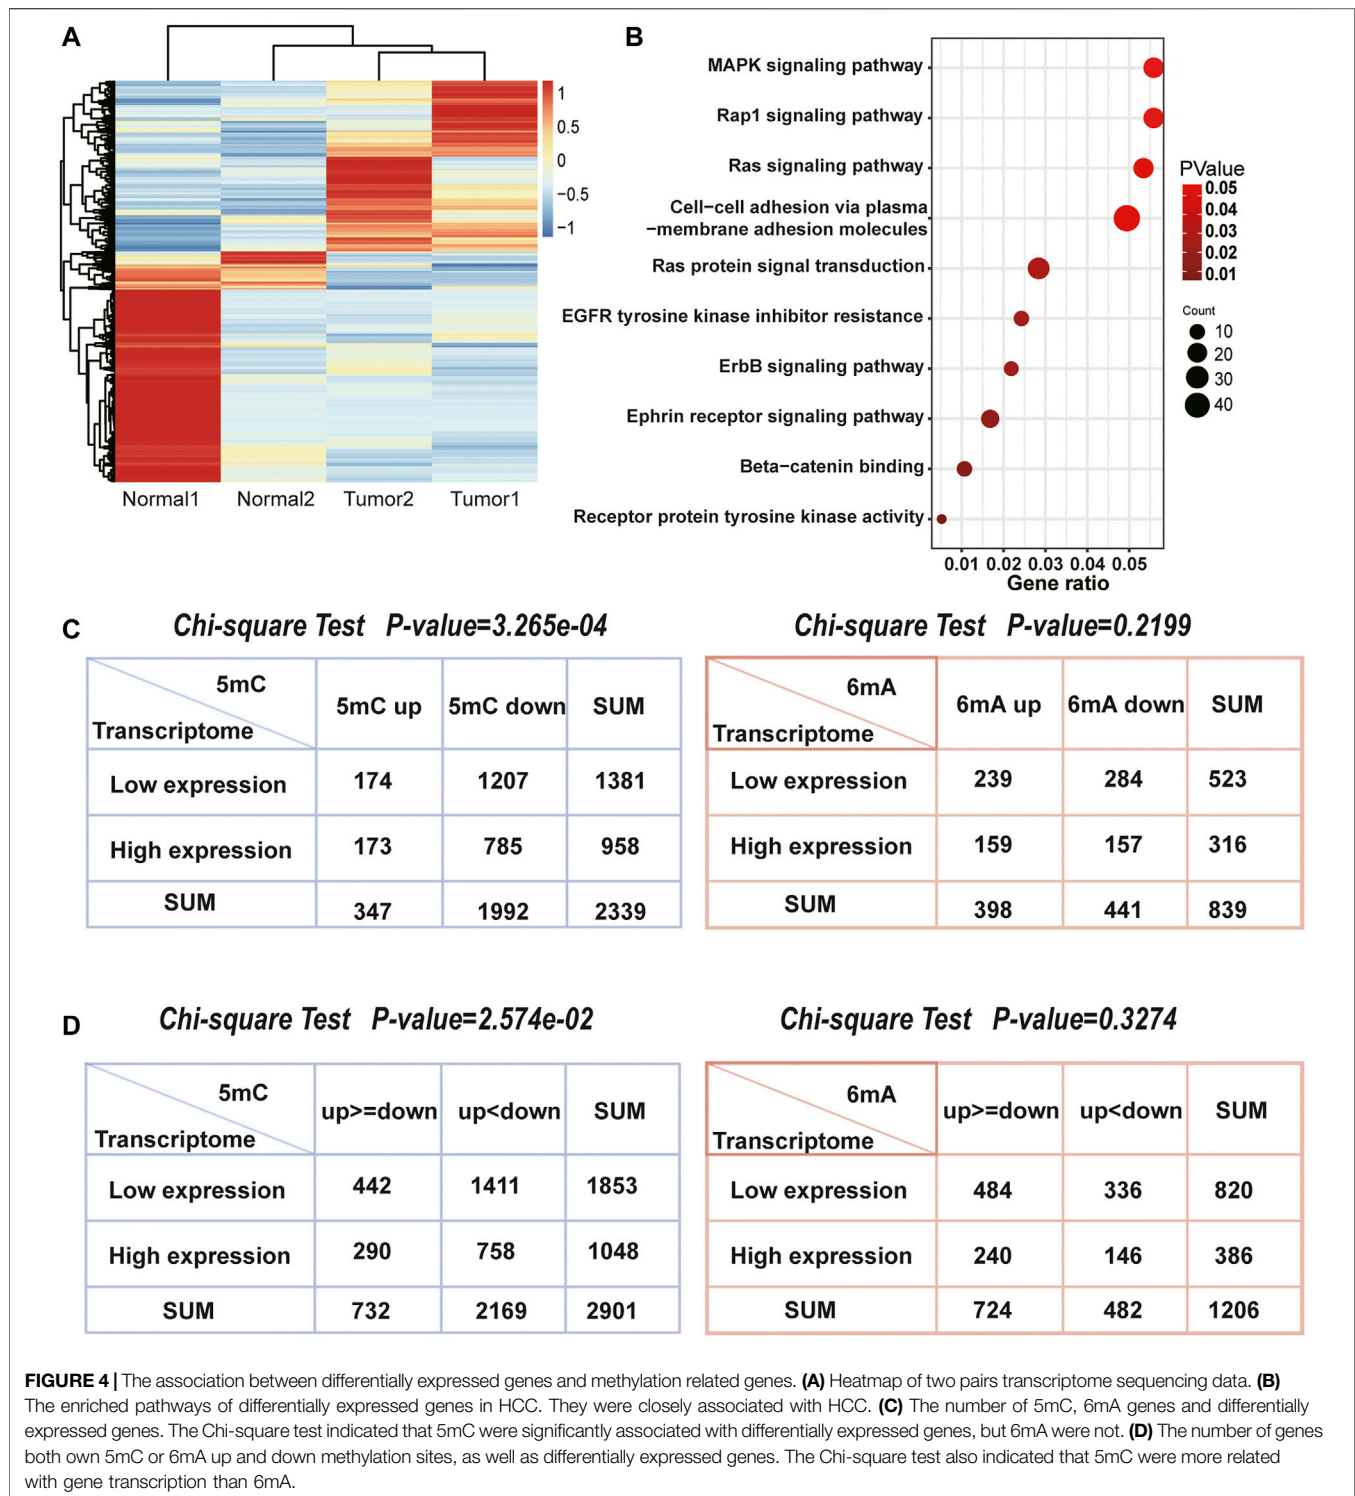 A
1
0.5
0
−0.5
−1
Normal1 Normal2 Tumor2 Tumor1
B
MAPK signaling pathway
Rap1 signaling pathway
Ras signaling pathway
Cell−cell adhesion via plasma
−membrane adhesion molecules
Ras protein signal transduction
EGFR tyrosine kinase inhibitor resistance
ErbB signaling pathway
Ephrin receptor signaling pathway
Beta−catenin binding
Receptor protein tyrosine kinase activity
0.01 0.02 0.03 0.04 0.05
Gene ratio
PValue
0.05
0.04
0.03
0.02
0.01
Count
10
20
30
40
C
Chi-square Test P-value=3.265e-04
5mC
Transcriptome
5mC up 5mC down SUM
Low expression 174 1207 1381
High expression 173 785 958
SUM 347 1992 2339
Chi-square Test P-value=0.2199
6mA
Transcriptome
6mA up 6mA down SUM
Low expression 239 284 523
High expression 159 157 316
SUM 398 441 839
D
Chi-square Test P-value=2.574e-02
5mC
Transcriptome
up>=down up<down SUM
Low expression 442 1411 1853
High expression 290 758 1048
SUM 732 2169 2901
Chi-square Test P-value=0.3274
6mA
Transcriptome
up>=down up<down SUM
Low expression 484 336 820
High expression 240 146 386
SUM 724 482 1206
FIGURE 4 | The association between differentially expressed genes and methylation related genes. (A) Heatmap of two pairs transcriptome sequencing data. (B)
The enriched pathways of differentially expressed genes in HCC. They were closely associated with HCC. (C) The number of 5mC, 6mA genes and differentially
expressed genes. The Chi-square test indicated that 5mC were significantly associated with differentially expressed genes, but 6mA were not. (D) The number of genes
both own 5mC or 6mA up and down methylation sites, as well as differentially expressed genes. The Chi-square test also indicated that 5mC were more related
with gene transcription than 6mA.